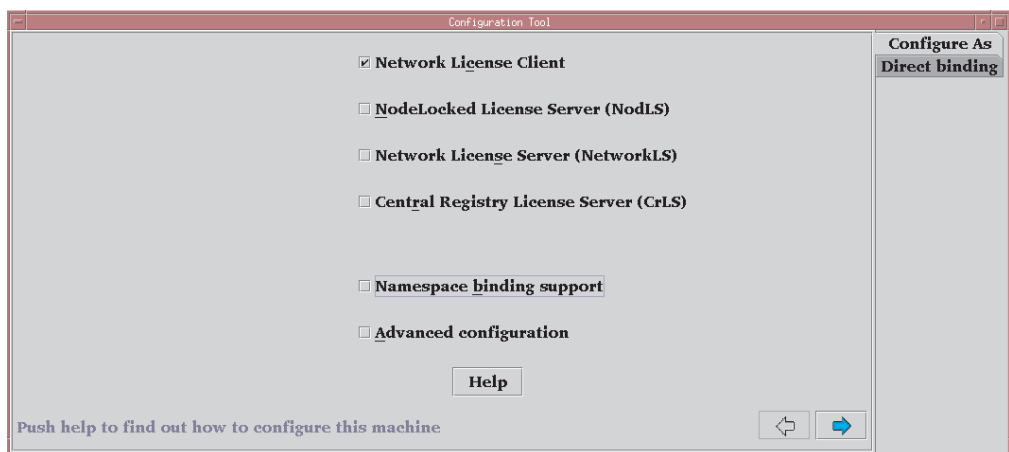 Configuration Tool
Configure As
Direct binding
Network License Client
NodeLocked License Server (NodLS)
Network License Server (NetworkLS)
Central Registry License Server (CrLS)
Namespace binding support
Advanced configuration
Help
Push help to find out how to configure this machine